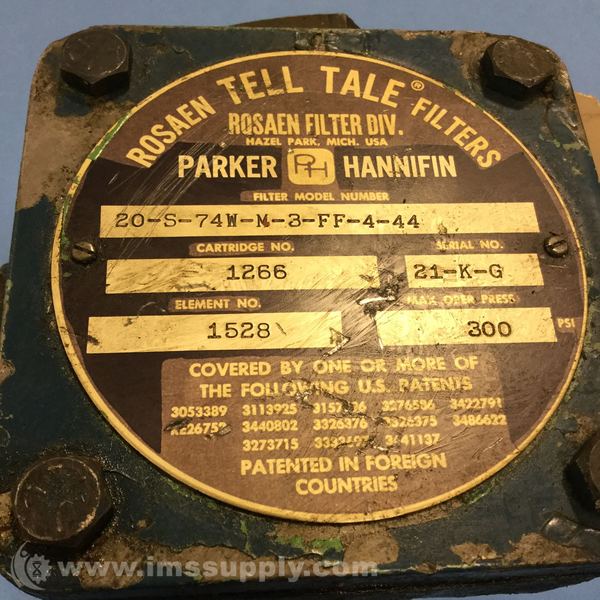 ROSAEN TELL TALE® FILTERS
ROSAEN FILTER DIV.
HAZEL PARK, MICH. USA
PARKER PH HANNIFIN
FILTER MODEL NUMBER
20-S-74W-M-3-FF-4-44
CARTRIDGE NO. SERIAL NO.
1266 21-K-G
ELEMENT NO. MAX. OPER. PRESS.
1528 300 PSI
COVERED BY ONE OR MORE OF
THE FOLLOWING U.S. PATENTS
3053389 3113925 3276586 3422791
3440802 3326376 3326375 3486622
3273715 3441137
PATENTED IN FOREIGN
COUNTRIES
www.imssupply.com